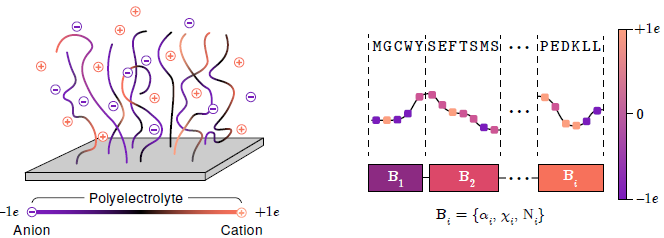 Polyelectrolyte
−1e +1e
Anion Cation
MGCWY SEFTSMS ··· PEDKLL
+1e
0
−1e
···
B1 B2 ··· Bi
Bi = {αi, χi, Ni}